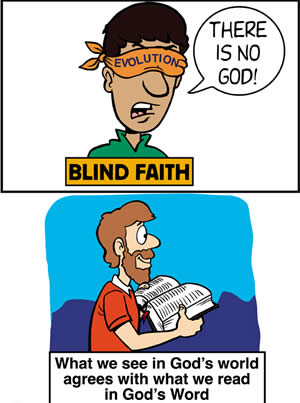 THERE
IS NO
GOD!
EVOLUTION
BLIND FAITH
What we see in God's world
agrees with what we read
in God's Word